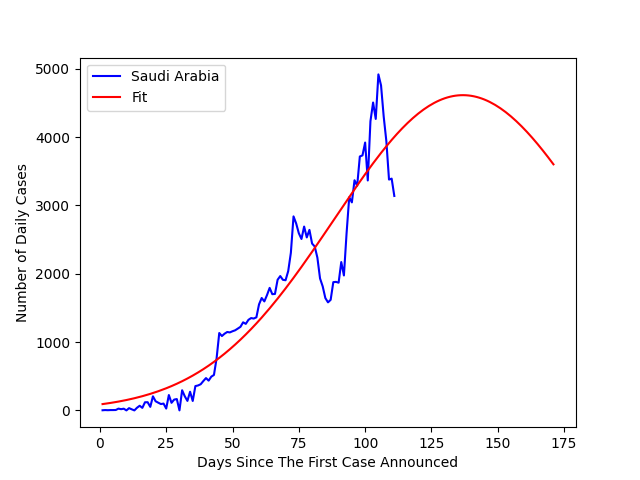 Saudi Arabia
Fit
5000
4000
3000
2000
1000
0
Number of Daily Cases
0 25 50 75 100 125 150 175
Days Since The First Case Announced